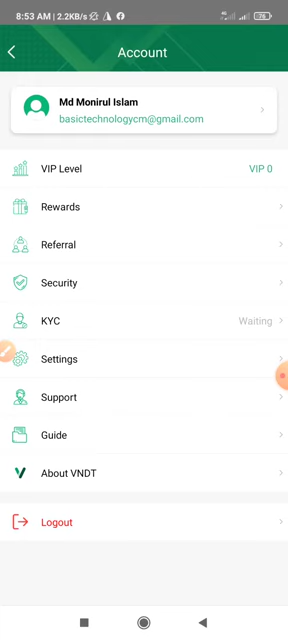 8:53 AM | 2.2KB/s
76
Account
Md Monirul Islam
basictechnologycm@gmail.com
VIP Level VIP 0
Rewards
Referral
Security
KYC Waiting
Settings
Support
Guide
About VNDT
Logout